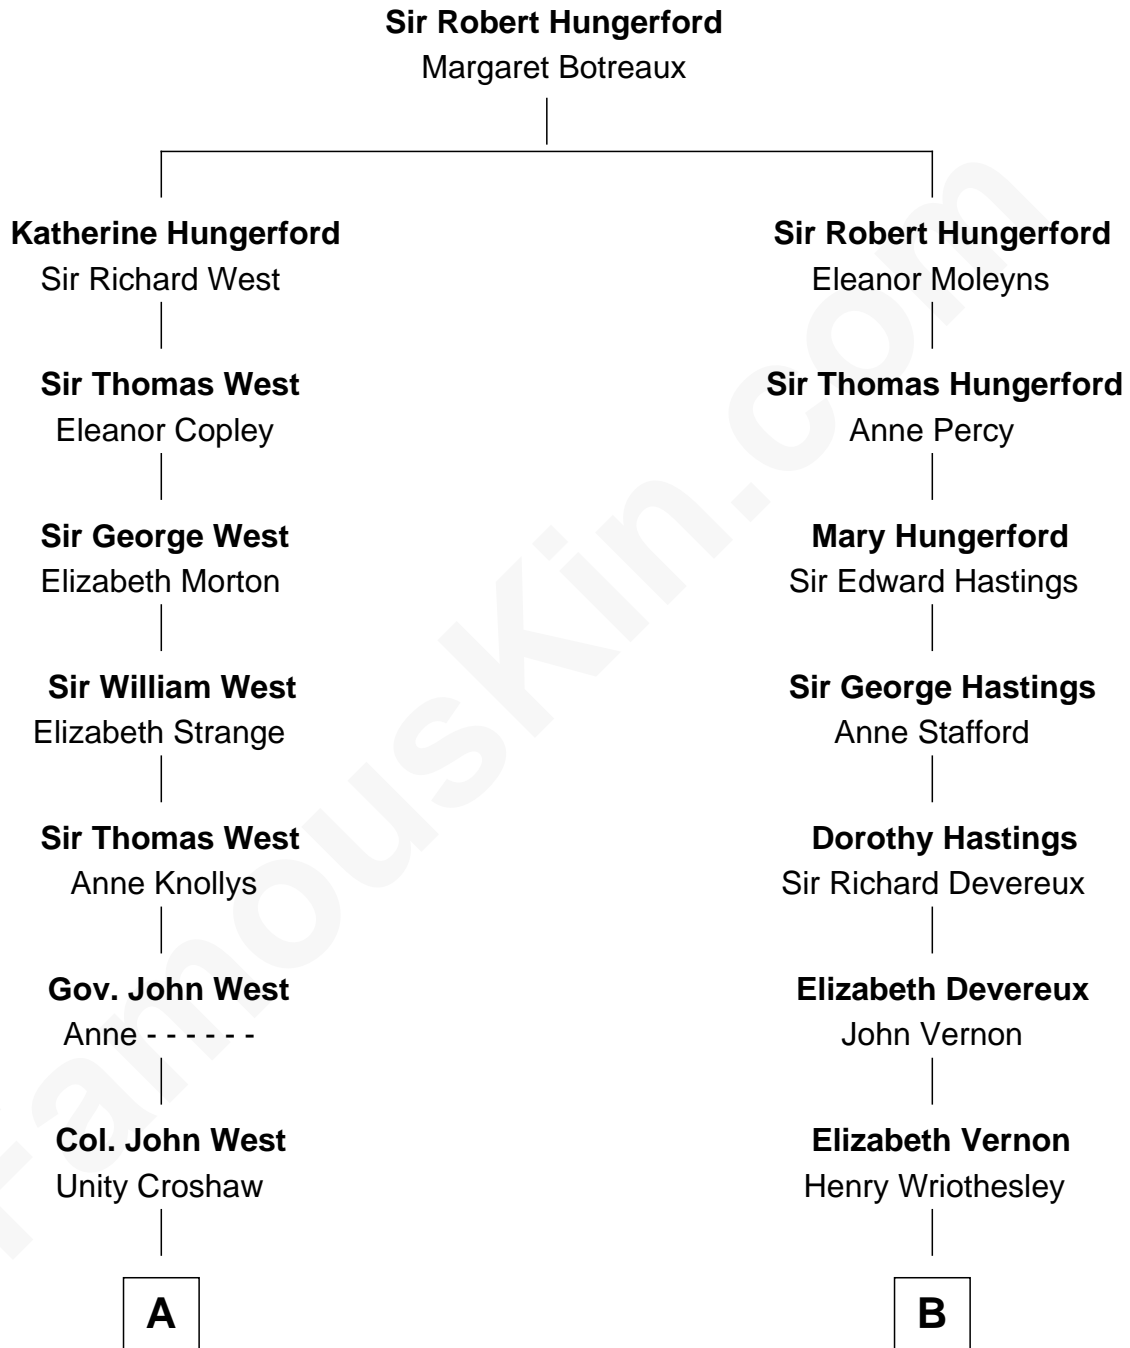 Sir Robert Hungerford
Margaret Botreaux
Katherine Hungerford
Sir Richard West
Sir Robert Hungerford
Eleanor Moleyns
Sir Thomas West
Eleanor Copley
Sir Thomas Hungerford
Anne Percy
Sir George West
Elizabeth Morton
Mary Hungerford
Sir Edward Hastings
Sir William West
Elizabeth Strange
Sir George Hastings
Anne Stafford
Sir Thomas West
Anne Knollys
Dorothy Hastings
Sir Richard Devereux
Gov. John West
Anne - - - - - -
Elizabeth Devereux
John Vernon
Col. John West
Unity Croshaw
Elizabeth Vernon
Henry Wriothesley
A
B
FamousKin.com